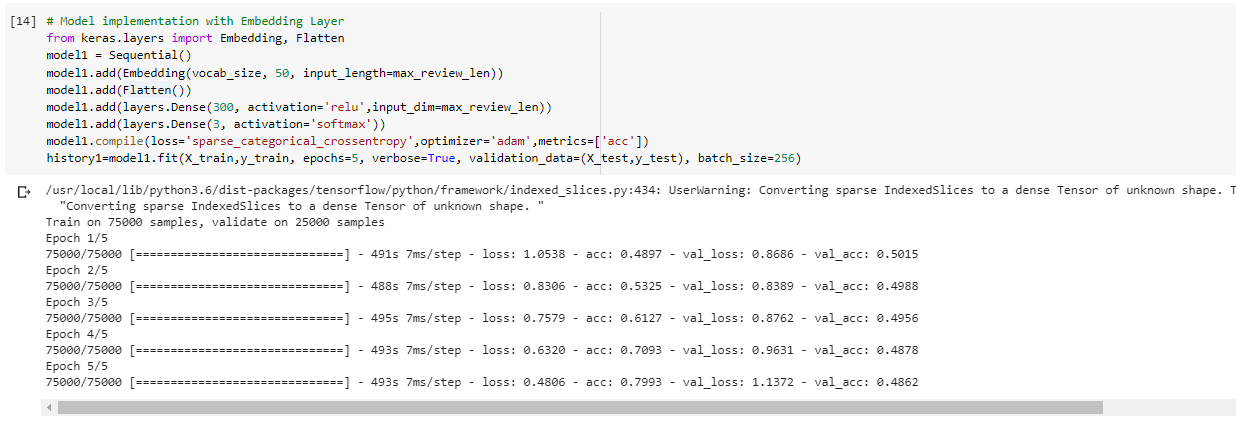 [14] # Model implementation with Embedding Layer
from keras.layers import Embedding, Flatten
model1 = Sequential()
model1.add(Embedding(vocab_size, 50, input_length=max_review_len))
model1.add(Flatten())
model1.add(layers.Dense(300, activation='relu',input_dim=max_review_len))
model1.add(layers.Dense(3, activation='softmax'))
model1.compile(loss='sparse_categorical_crossentropy',optimizer='adam',metrics=['acc'])
history1=model1.fit(X_train,y_train, epochs=5, verbose=True, validation_data=(X_test,y_test), batch_size=256)
/usr/local/lib/python3.6/dist-packages/tensorflow/python/framework/indexed_slices.py:434: UserWarning: Converting sparse IndexedSlices to a dense Tensor of unknown shape. T
"Converting sparse IndexedSlices to a dense Tensor of unknown shape. "
Train on 75000 samples, validate on 25000 samples
Epoch 1/5
75000/75000 [==============================] - 491s 7ms/step - loss: 1.0538 - acc: 0.4897 - val_loss: 0.8686 - val_acc: 0.5015
Epoch 2/5
75000/75000 [==============================] - 488s 7ms/step - loss: 0.8306 - acc: 0.5325 - val_loss: 0.8389 - val_acc: 0.4988
Epoch 3/5
75000/75000 [==============================] - 495s 7ms/step - loss: 0.7579 - acc: 0.6127 - val_loss: 0.8762 - val_acc: 0.4956
Epoch 4/5
75000/75000 [==============================] - 493s 7ms/step - loss: 0.6320 - acc: 0.7093 - val_loss: 0.9631 - val_acc: 0.4878
Epoch 5/5
75000/75000 [==============================] - 493s 7ms/step - loss: 0.4806 - acc: 0.7993 - val_loss: 1.1372 - val_acc: 0.4862